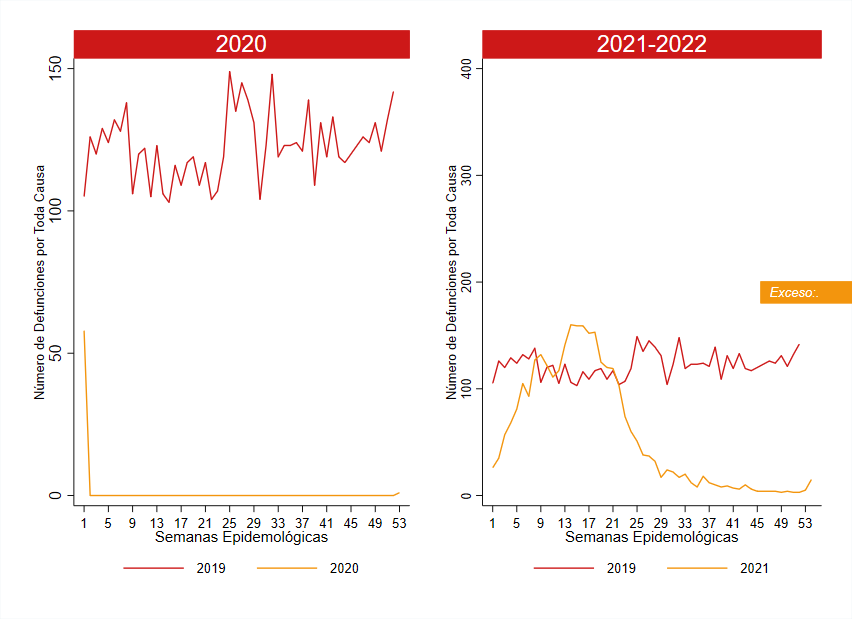 2020
Número de Defunciones por Toda Causa
150
100
50
0
1 5 9 13 17 21 25 29 33 37 41 45 49 53
Semanas Epidemológicas
2019 2020
2021-2022
Número de Defunciones por Toda Causa
400
300
200
100
0
Exceso:.
1 5 9 13 17 21 25 29 33 37 41 45 49 53
Semanas Epidemológicas
2019 2021